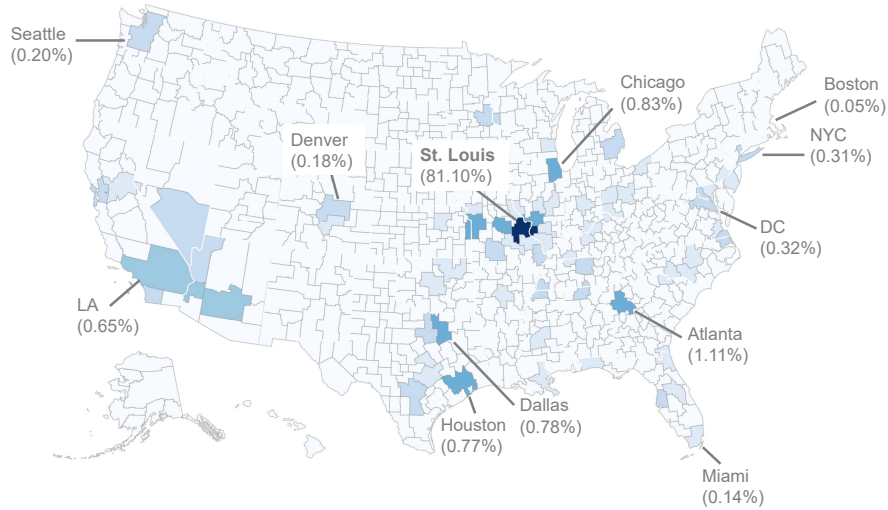 Seattle
(0.20%)
Chicago
(0.83%)
Boston
(0.05%)
NYC
(0.31%)
Denver
(0.18%)
St. Louis
(81.10%)
DC
(0.32%)
LA
(0.65%)
Atlanta
(1.11%)
Dallas
(0.78%)
Houston
(0.77%)
Miami
(0.14%)